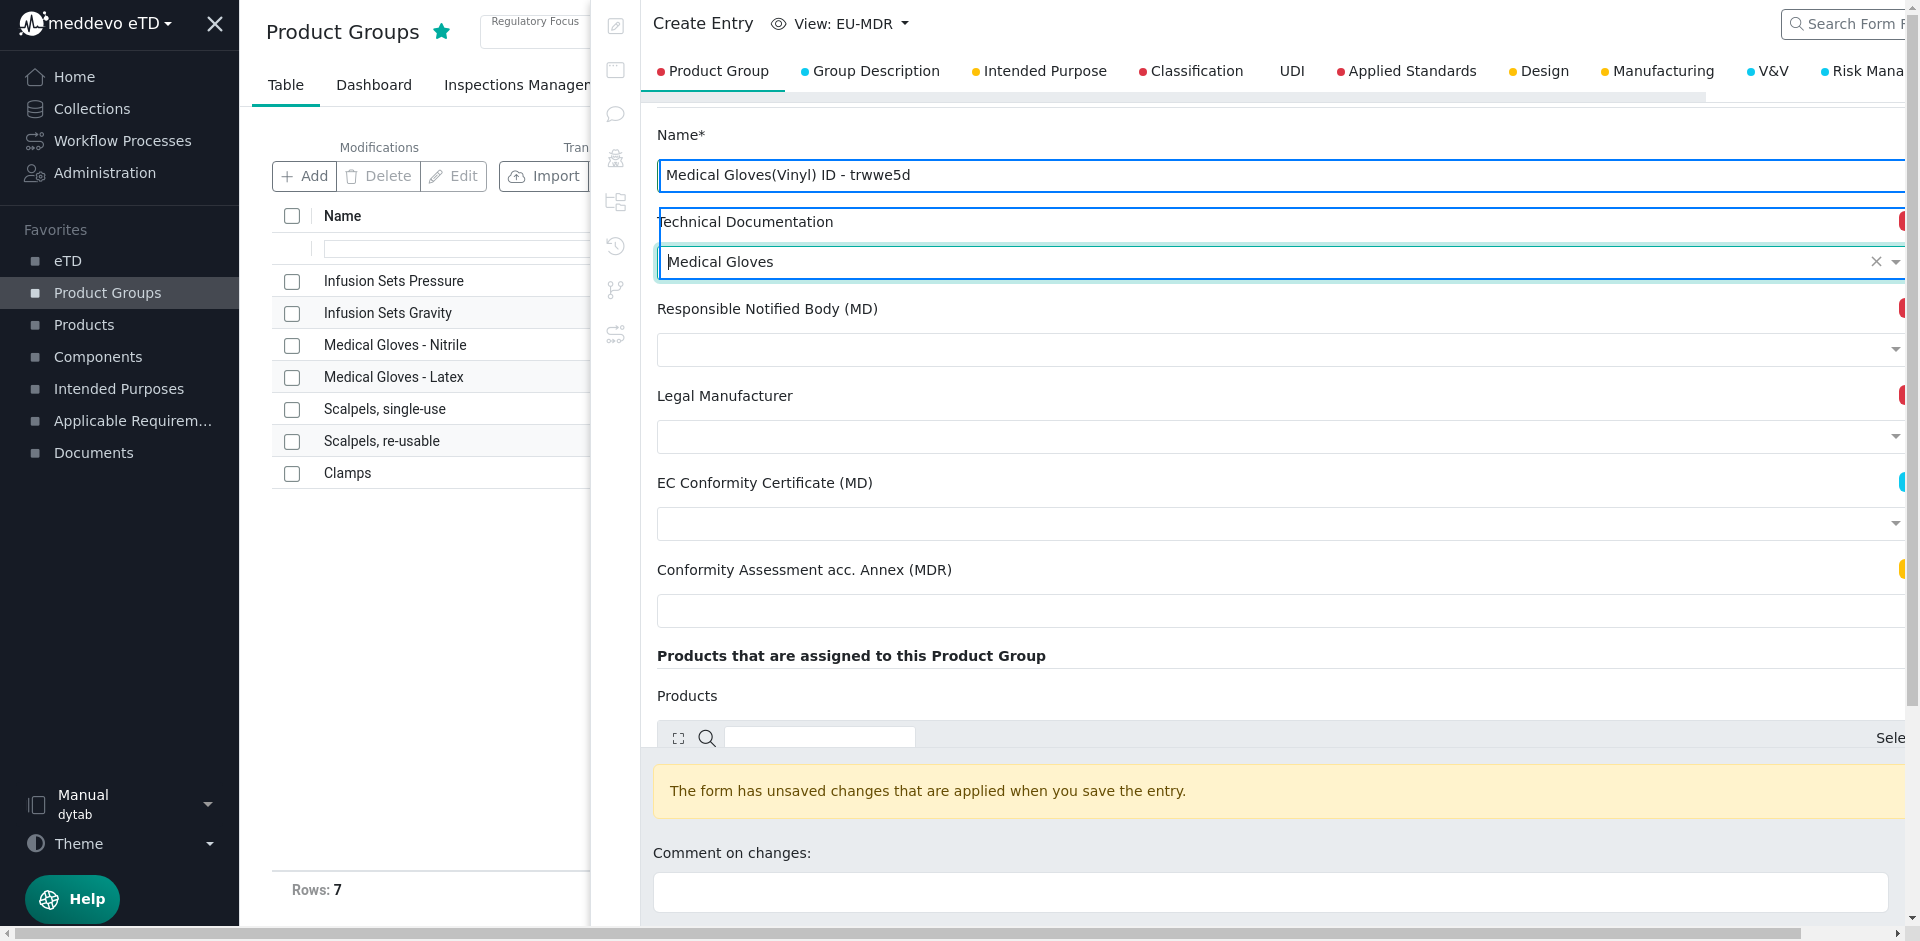 meddevo eTD
Home
Collections
Workflow Processes
Administration
Favorites
eTD
Product Groups
Products
Components
Intended Purposes
Applicable Requirem...
Documents
Manual
dytab
Theme
Help
Product Groups
Regulatory Focus
Table
Dashboard
Inspections Manager
Modifications
Tran
Add
Delete
Edit
Import
Name
Infusion Sets Pressure
Infusion Sets Gravity
Medical Gloves - Nitrile
Medical Gloves - Latex
Scalpels, single-use
Scalpels, re-usable
Clamps
Rows: 7
Create Entry
View: EU-MDR
Search Form F
Product Group
Group Description
Intended Purpose
Classification
UDI
Applied Standards
Design
Manufacturing
V&V
Risk Mana
Name*
Medical Gloves(Vinyl) ID - trwwe5d
Technical Documentation
Medical Gloves
Responsible Notified Body (MD)
Legal Manufacturer
EC Conformity Certificate (MD)
Conformity Assessment acc. Annex (MDR)
Products that are assigned to this Product Group
Products
Sele
The form has unsaved changes that are applied when you save the entry.
Comment on changes: